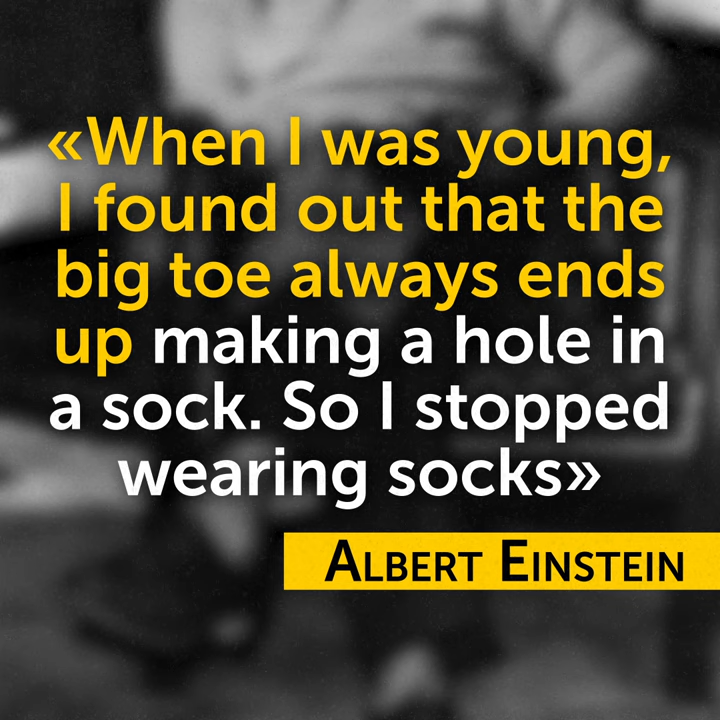 «When I was young,
I found out that the
big toe always ends
up making a hole in
a sock. So I stopped
wearing socks»
ALBERT EINSTEIN